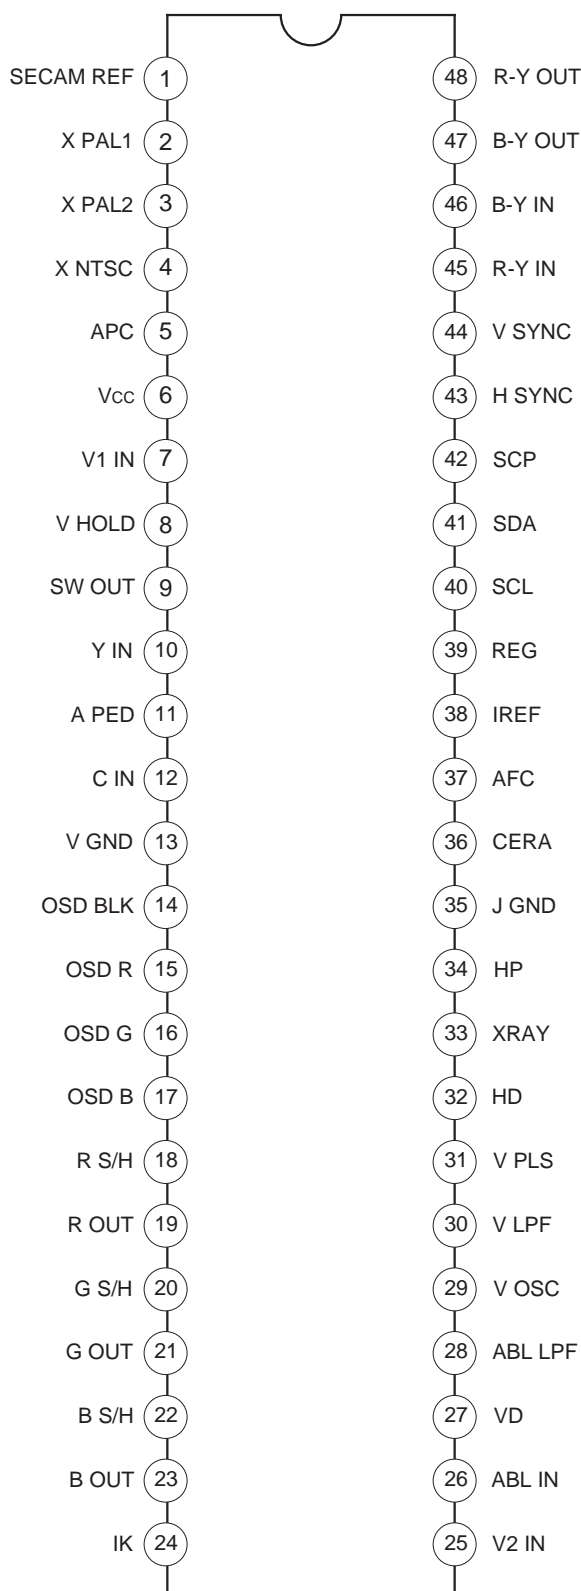 SECAM REF 1 48 R-Y OUT
X PAL1 2 47 B-Y OUT
X PAL2 3 46 B-Y IN
X NTSC 4 45 R-Y IN
APC 5 44 V SYNC
Vcc 6 43 H SYNC
V1 IN 7 42 SCP
V HOLD 8 41 SDA
SW OUT 9 40 SCL
Y IN 10 39 REG
A PED 11 38 IREF
C IN 12 37 AFC
V GND 13 36 CERA
OSD BLK 14 35 J GND
OSD R 15 34 HP
OSD G 16 33 XRAY
OSD B 17 32 HD
R S/H 18 31 V PLS
R OUT 19 30 V LPF
G S/H 20 29 V OSC
G OUT 21 28 ABL LPF
B S/H 22 27 VD
B OUT 23 26 ABL IN
IK 24 25 V2 IN